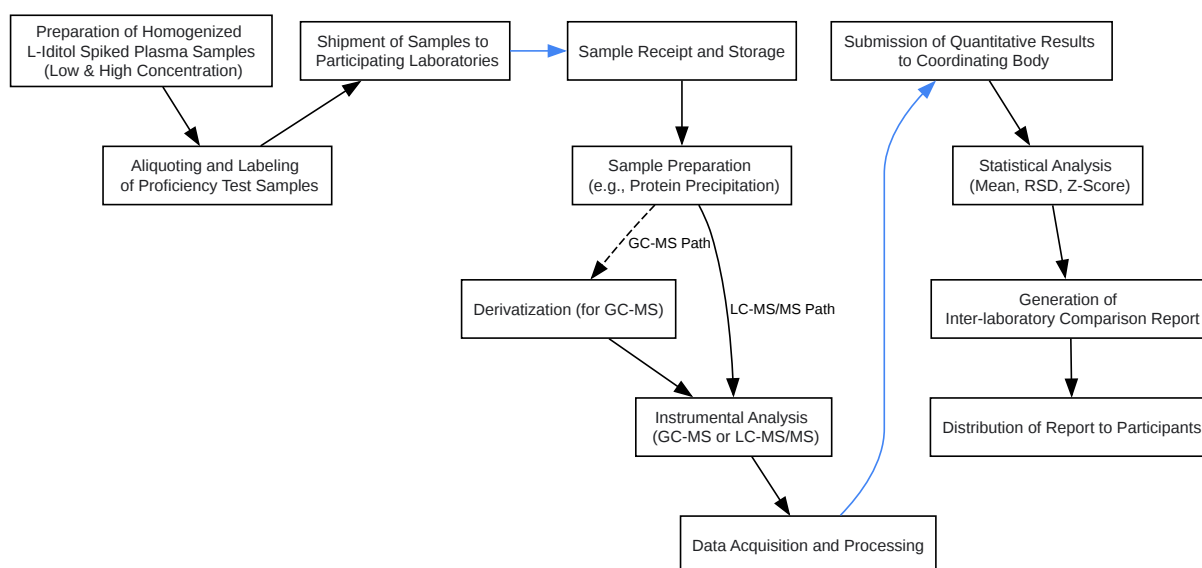 Preparation of Homogenized
L-Iditol Spiked Plasma Samples
(Low & High Concentration)
Aliquoting and Labeling
of Proficiency Test Samples
Shipment of Samples to
Participating Laboratories
Sample Receipt and Storage
Sample Preparation
(e.g., Protein Precipitation)
GC-MS Path
Derivatization (for GC-MS)
LC-MS/MS Path
Instrumental Analysis
(GC-MS or LC-MS/MS)
Data Acquisition and Processing
Submission of Quantitative Results
to Coordinating Body
Statistical Analysis
(Mean, RSD, Z-Score)
Generation of
Inter-laboratory Comparison Report
Distribution of Report to Participants